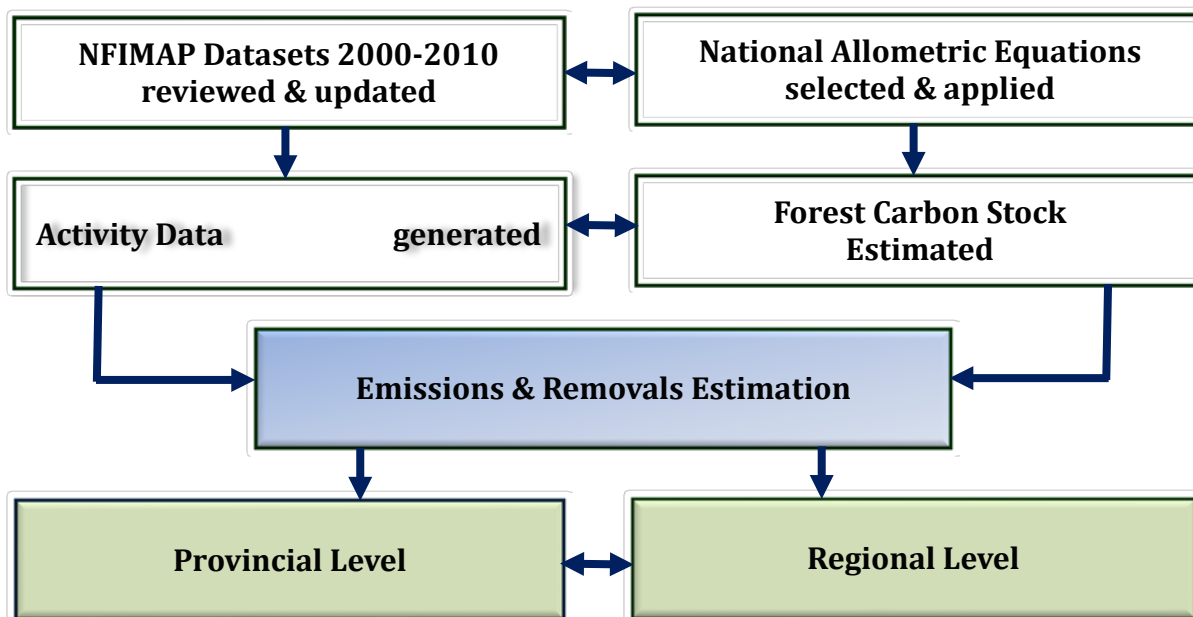 NFIMAP Datasets 2000-2010
reviewed & updated
National Allometric Equations
selected & applied
Activity Data generated
Forest Carbon Stock
Estimated
Emissions & Removals Estimation
Provincial Level
Regional Level